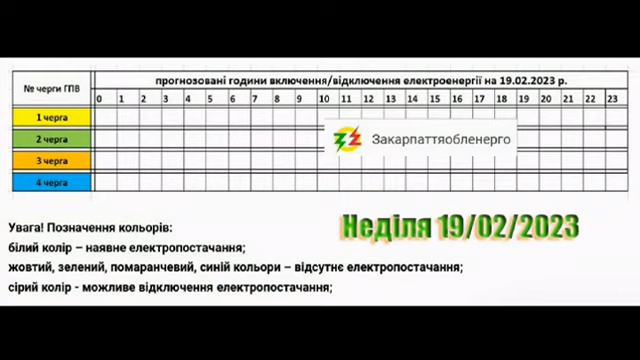 прогнозовані години включення/відключення електроенергії на 19.02.2023 р.
№ черги ГПВ
0 1 2 3 4 5 6 7 8 9 10 11 12 13 14 15 16 17 18 19 20 21 22 23
1 черга
2 черга
Закарпаттяобленерго
3 черга
4 черга
Увага! Позначення кольорів:
Неділя 19/02/2023
білий колір – наявне електропостачання;
жовтий, зелений, помаранчевий, синій кольори – відсутнє електропостачання;
сірий колір - можливе відключення електропостачання;